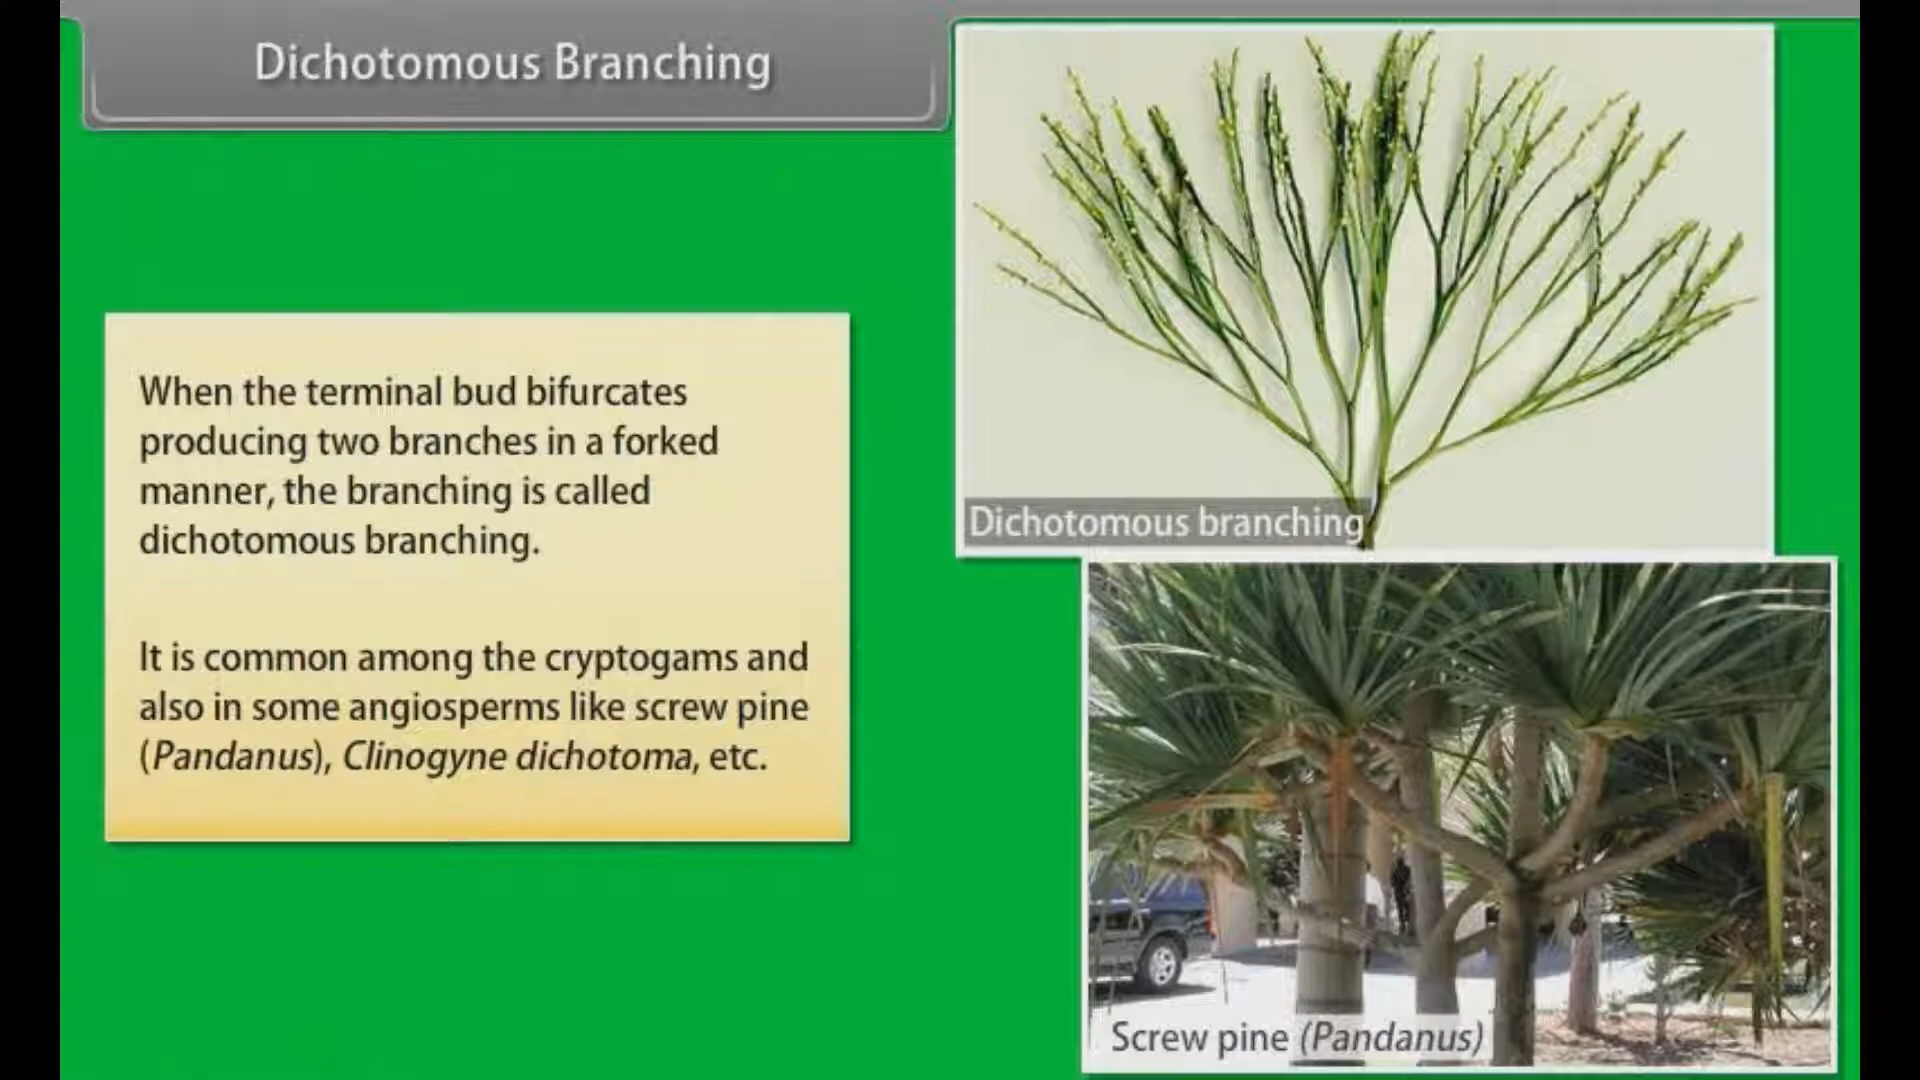 Dichotomous Branching
When the terminal bud bifurcates
producing two branches in a forked
manner, the branching is called
dichotomous branching.
It is common among the cryptogams and
also in some angiosperms like screw pine
(Pandanus), Clinogyne dichotoma, etc.
Dichotomous branching
Screw pine (Pandanus)